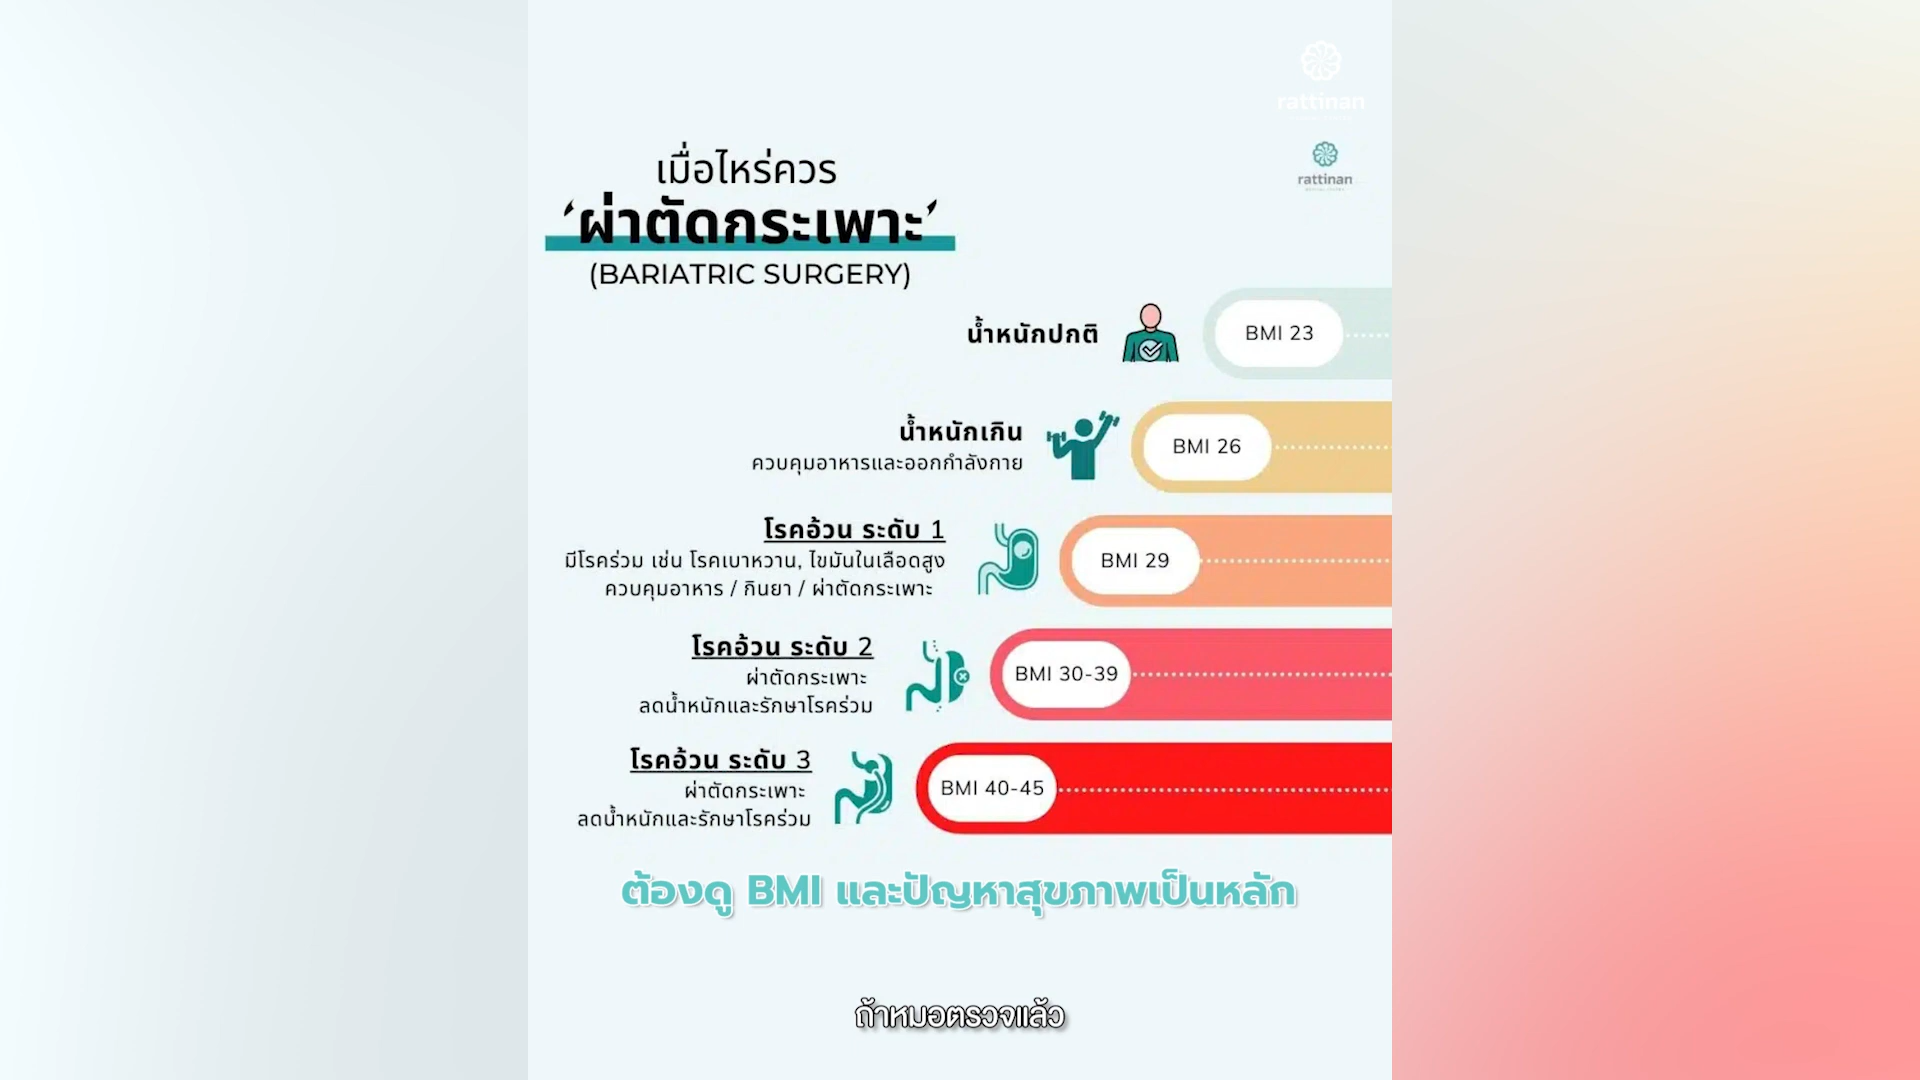 rattinan
rattinan
เมื่อไหร่ควร
‘ผ่าตัดกระเพาะ’
(BARIATRIC SURGERY)
น้ำหนักปกติ
BMI 23
น้ำหนักเกิน
ควบคุมอาหารและออกกำลังกาย
BMI 26
โรคอ้วน ระดับ 1
มีโรคร่วม เช่น โรคเบาหวาน, ไขมันในเลือดสูง
ควบคุมอาหาร / กินยา / ผ่าตัดกระเพาะ
BMI 29
โรคอ้วน ระดับ 2
ผ่าตัดกระเพาะ
ลดน้ำหนักและรักษาโรคร่วม
BMI 30-39
โรคอ้วน ระดับ 3
ผ่าตัดกระเพาะ
ลดน้ำหนักและรักษาโรคร่วม
BMI 40-45
ต้องดู BMI และปัญหาสุขภาพเป็นหลัก
ถ้าหมอตรวจแล้ว